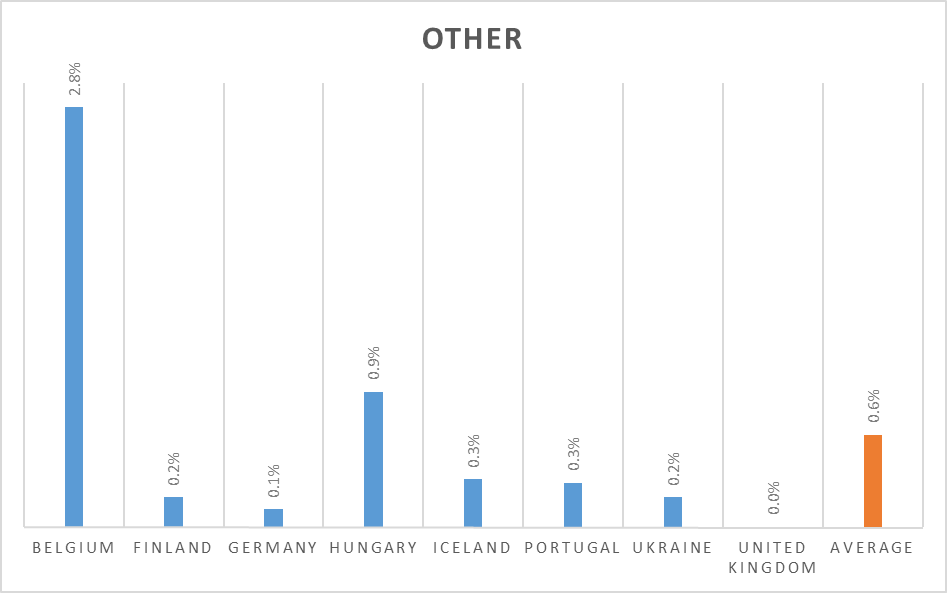 OTHER
2.8%
0.2%
0.1%
0.9%
0.3%
0.3%
0.2%
0.0%
0.6%
BELGIUM
FINLAND
GERMANY
HUNGARY
ICELAND
PORTUGAL
UKRAINE
UNITED
KINGDOM
AVERAGE